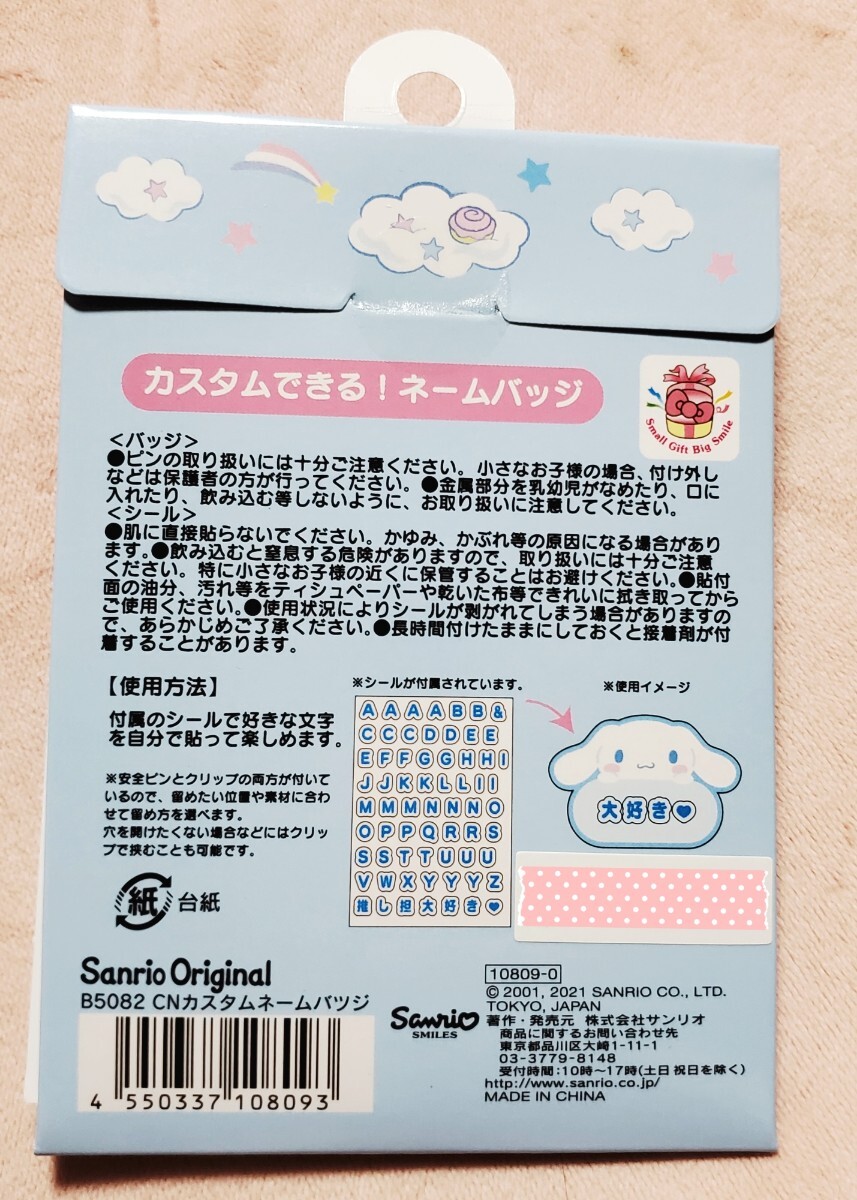 カスタムできる!ネームバッジ
Small Gift Big Smile
<バッジ>
●ピンの取り扱いには十分ご注意ください。小さなお子様の場合、付け外し
などは保護者の方が行ってください。●金属部分を乳幼児がなめたり、口に
入れたり、飲み込む等しないように、お取り扱いに注意してください。
<シール>
●肌に直接貼らないでください。かゆみ、かぶれ等の原因になる場合があり
ます。●飲み込むと窒息する危険がありますので、取り扱いには十分ご注意
ください。特に小さなお子様の近くに保管することはお避けください。●貼付
面の油分、汚れ等をティシュペーパーや乾いた布等できれいに拭き取ってから
ご使用ください。●使用状況によりシールが剥がれてしまう場合がありますの
で、あらかじめご了承ください。●長時間付けたままにしておくと接着剤が付
着することがあります。
【使用方法】
付属のシールで好きな文字
を自分で貼って楽しめます。
※安全ピンとクリップの両方が付いて
いるので、留めたい位置や素材に合わ
せて留め方を選べます。
穴を開けたくない場合などにはクリッ
プで挟むことも可能です。
紙 台紙
※シールが付属されています。
AAAABB&
CCCDDEE
EFFGGHHI
JJKKLLII
MMMNNNO
OPPQRRS
SSTTUUU
VWXYYYZ
推し担大好き♥
※使用イメージ
大好き♥
Sanrio Original
B5082 CNカスタムネームバツジ
4 550337 108093
Sanrio
SMILES
10809-0
© 2001, 2021 SANRIO CO., LTD.
TOKYO, JAPAN
著作・発売元 株式会社サンリオ
商品に関するお問い合わせ先
東京都品川区大崎1-11-1
03-3779-8148
受付時間:10時〜17時(土日祝日を除く)
http://www.sanrio.co.jp/
MADE IN CHINA